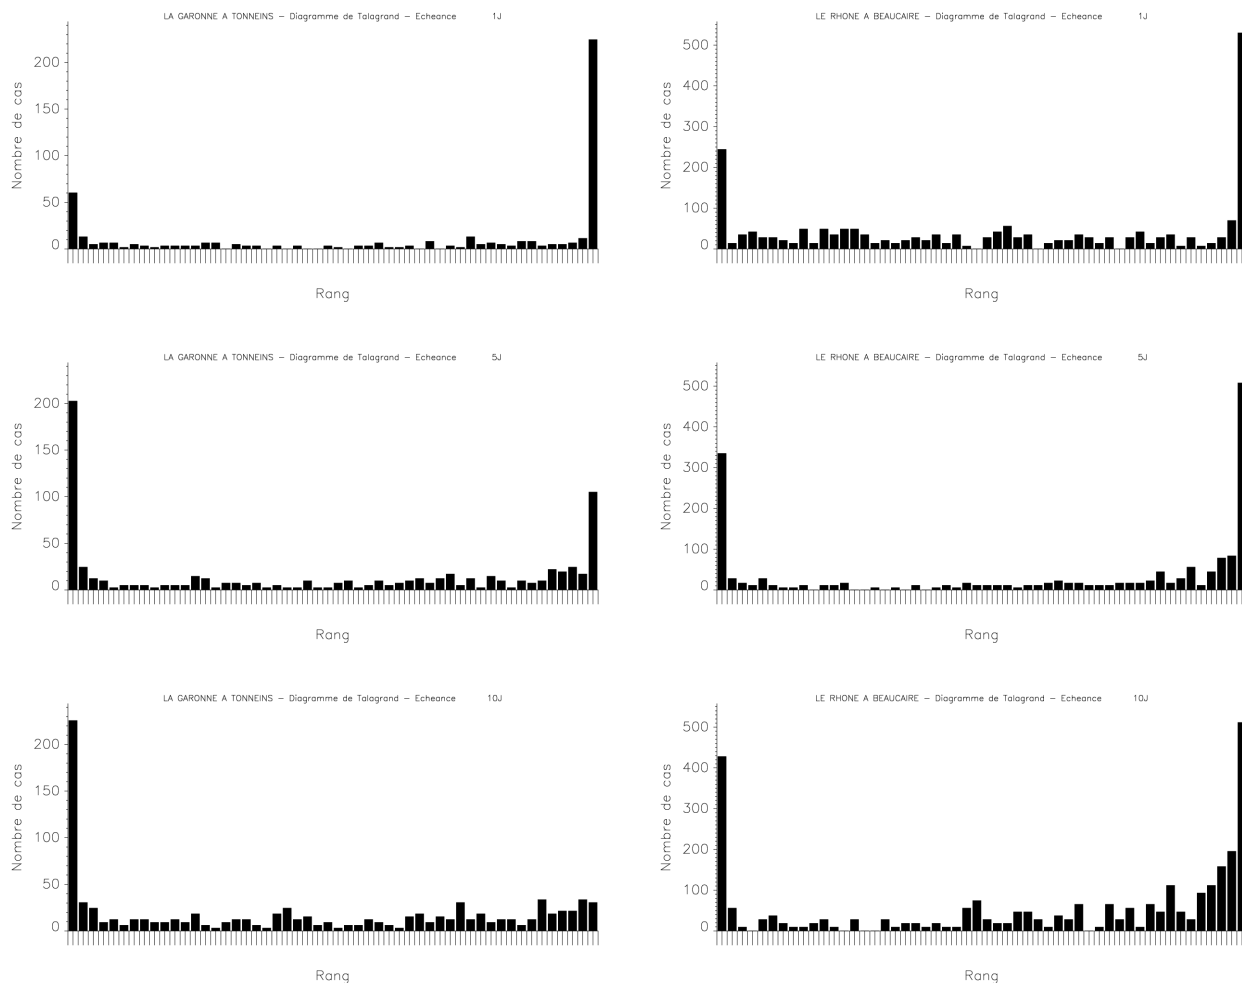 LA GARONNE A TONNEINS – Diagramme de Talagrand – Echeance 1J
200
150
100
50
0
Nombre de cas
Rang
LE RHONE A BEAUCAIRE – Diagramme de Talagrand – Echeance 1J
500
400
300
200
100
0
Nombre de cas
Rang
LA GARONNE A TONNEINS – Diagramme de Talagrand – Echeance 5J
200
150
100
50
0
Nombre de cas
Rang
LE RHONE A BEAUCAIRE – Diagramme de Talagrand – Echeance 5J
500
400
300
200
100
0
Nombre de cas
Rang
LA GARONNE A TONNEINS – Diagramme de Talagrand – Echeance 10J
200
150
100
50
0
Nombre de cas
Rang
LE RHONE A BEAUCAIRE – Diagramme de Talagrand – Echeance 10J
500
400
300
200
100
0
Nombre de cas
Rang